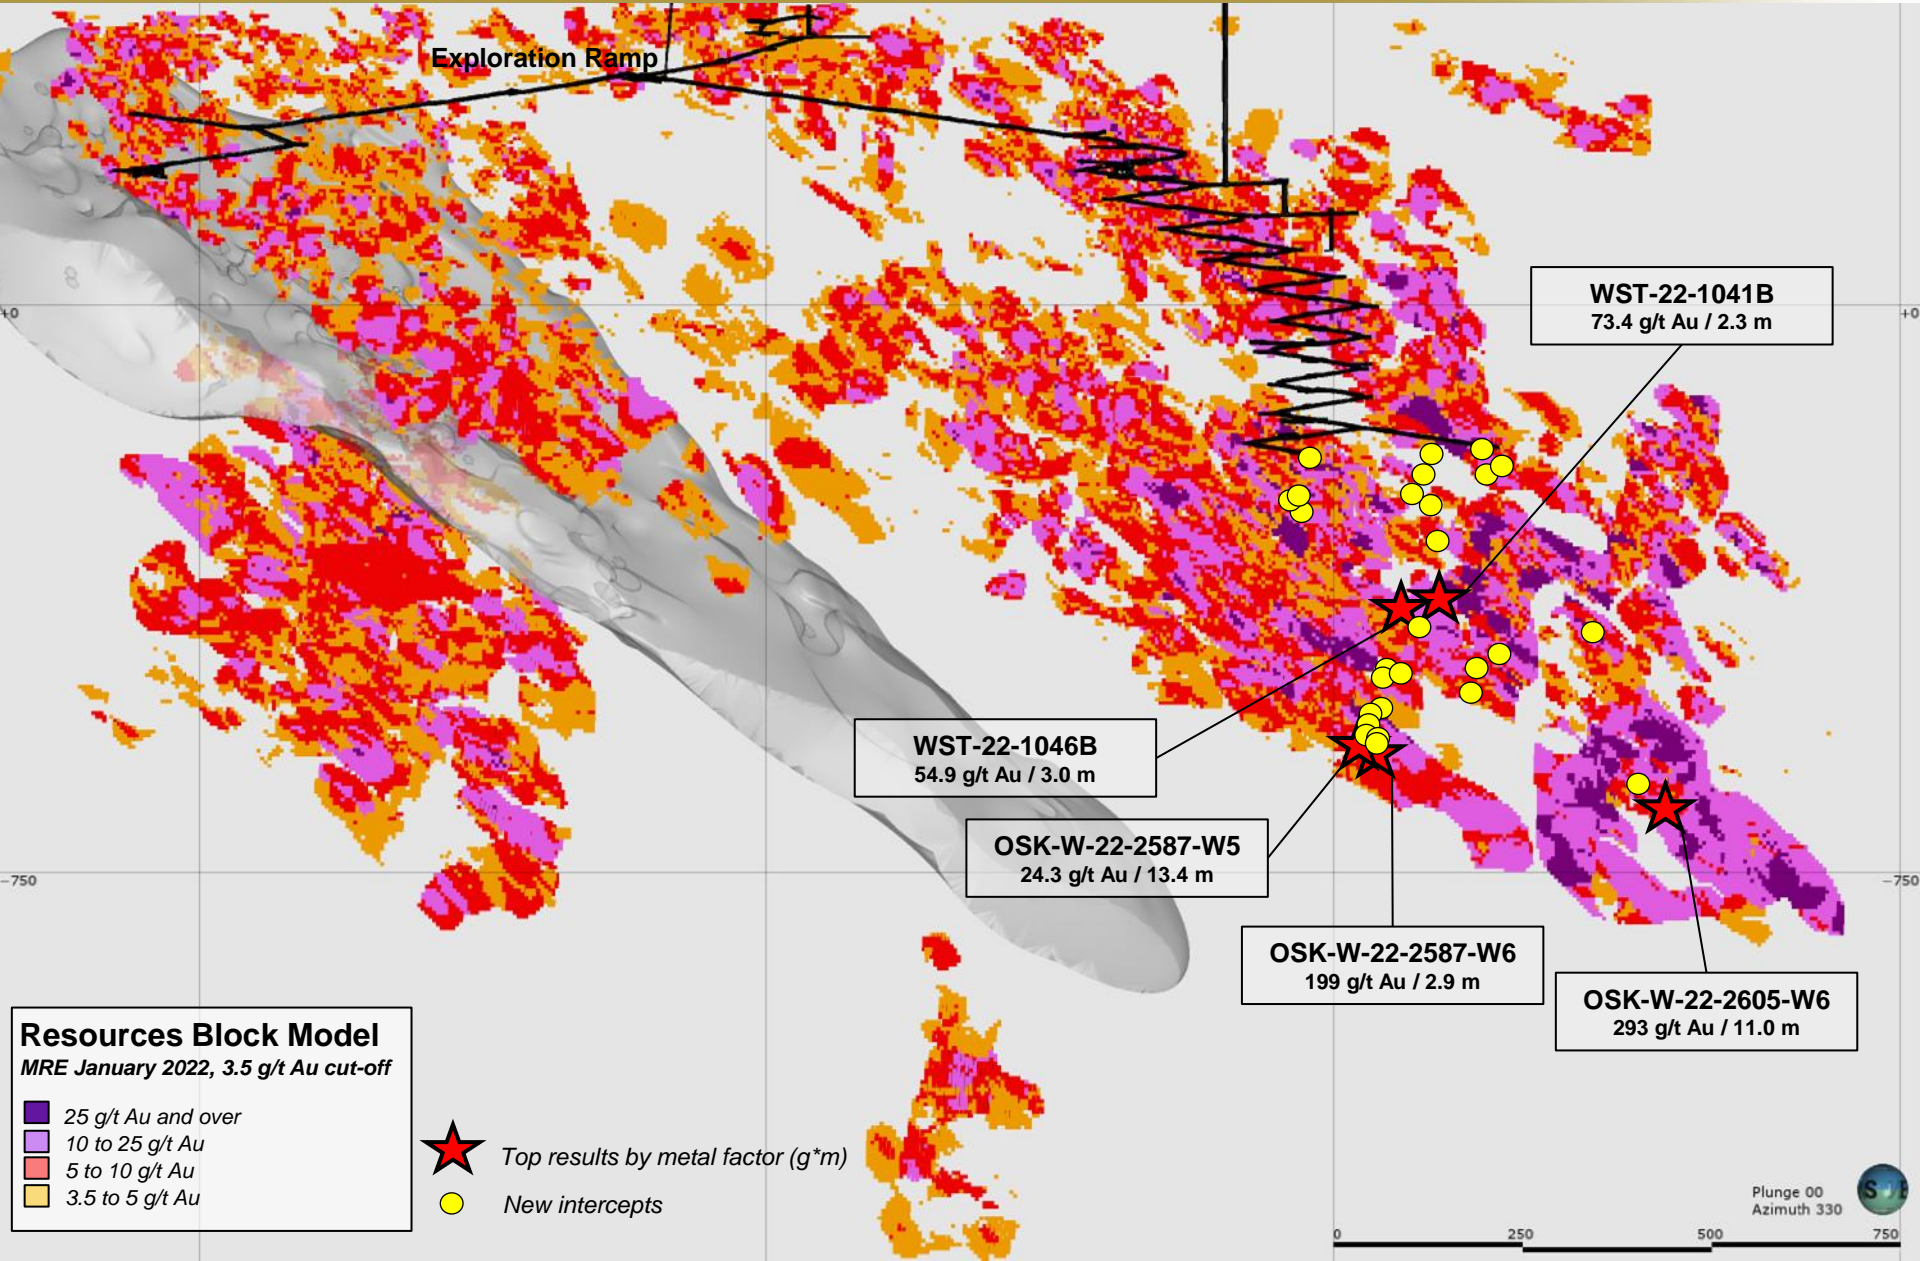 Exploration Ramp
+0
+0
WST-22-1041B
73.4 g/t Au / 2.3 m
WST-22-1046B
54.9 g/t Au / 3.0 m
OSK-W-22-2587-W5
24.3 g/t Au / 13.4 m
-750
-750
OSK-W-22-2587-W6
199 g/t Au / 2.9 m
OSK-W-22-2605-W6
293 g/t Au / 11.0 m
Resources Block Model
MRE January 2022, 3.5 g/t Au cut-off
25 g/t Au and over
10 to 25 g/t Au
5 to 10 g/t Au
3.5 to 5 g/t Au
Top results by metal factor (g*m)
New intercepts
Plunge 00
Azimuth 330
0 250 500 750